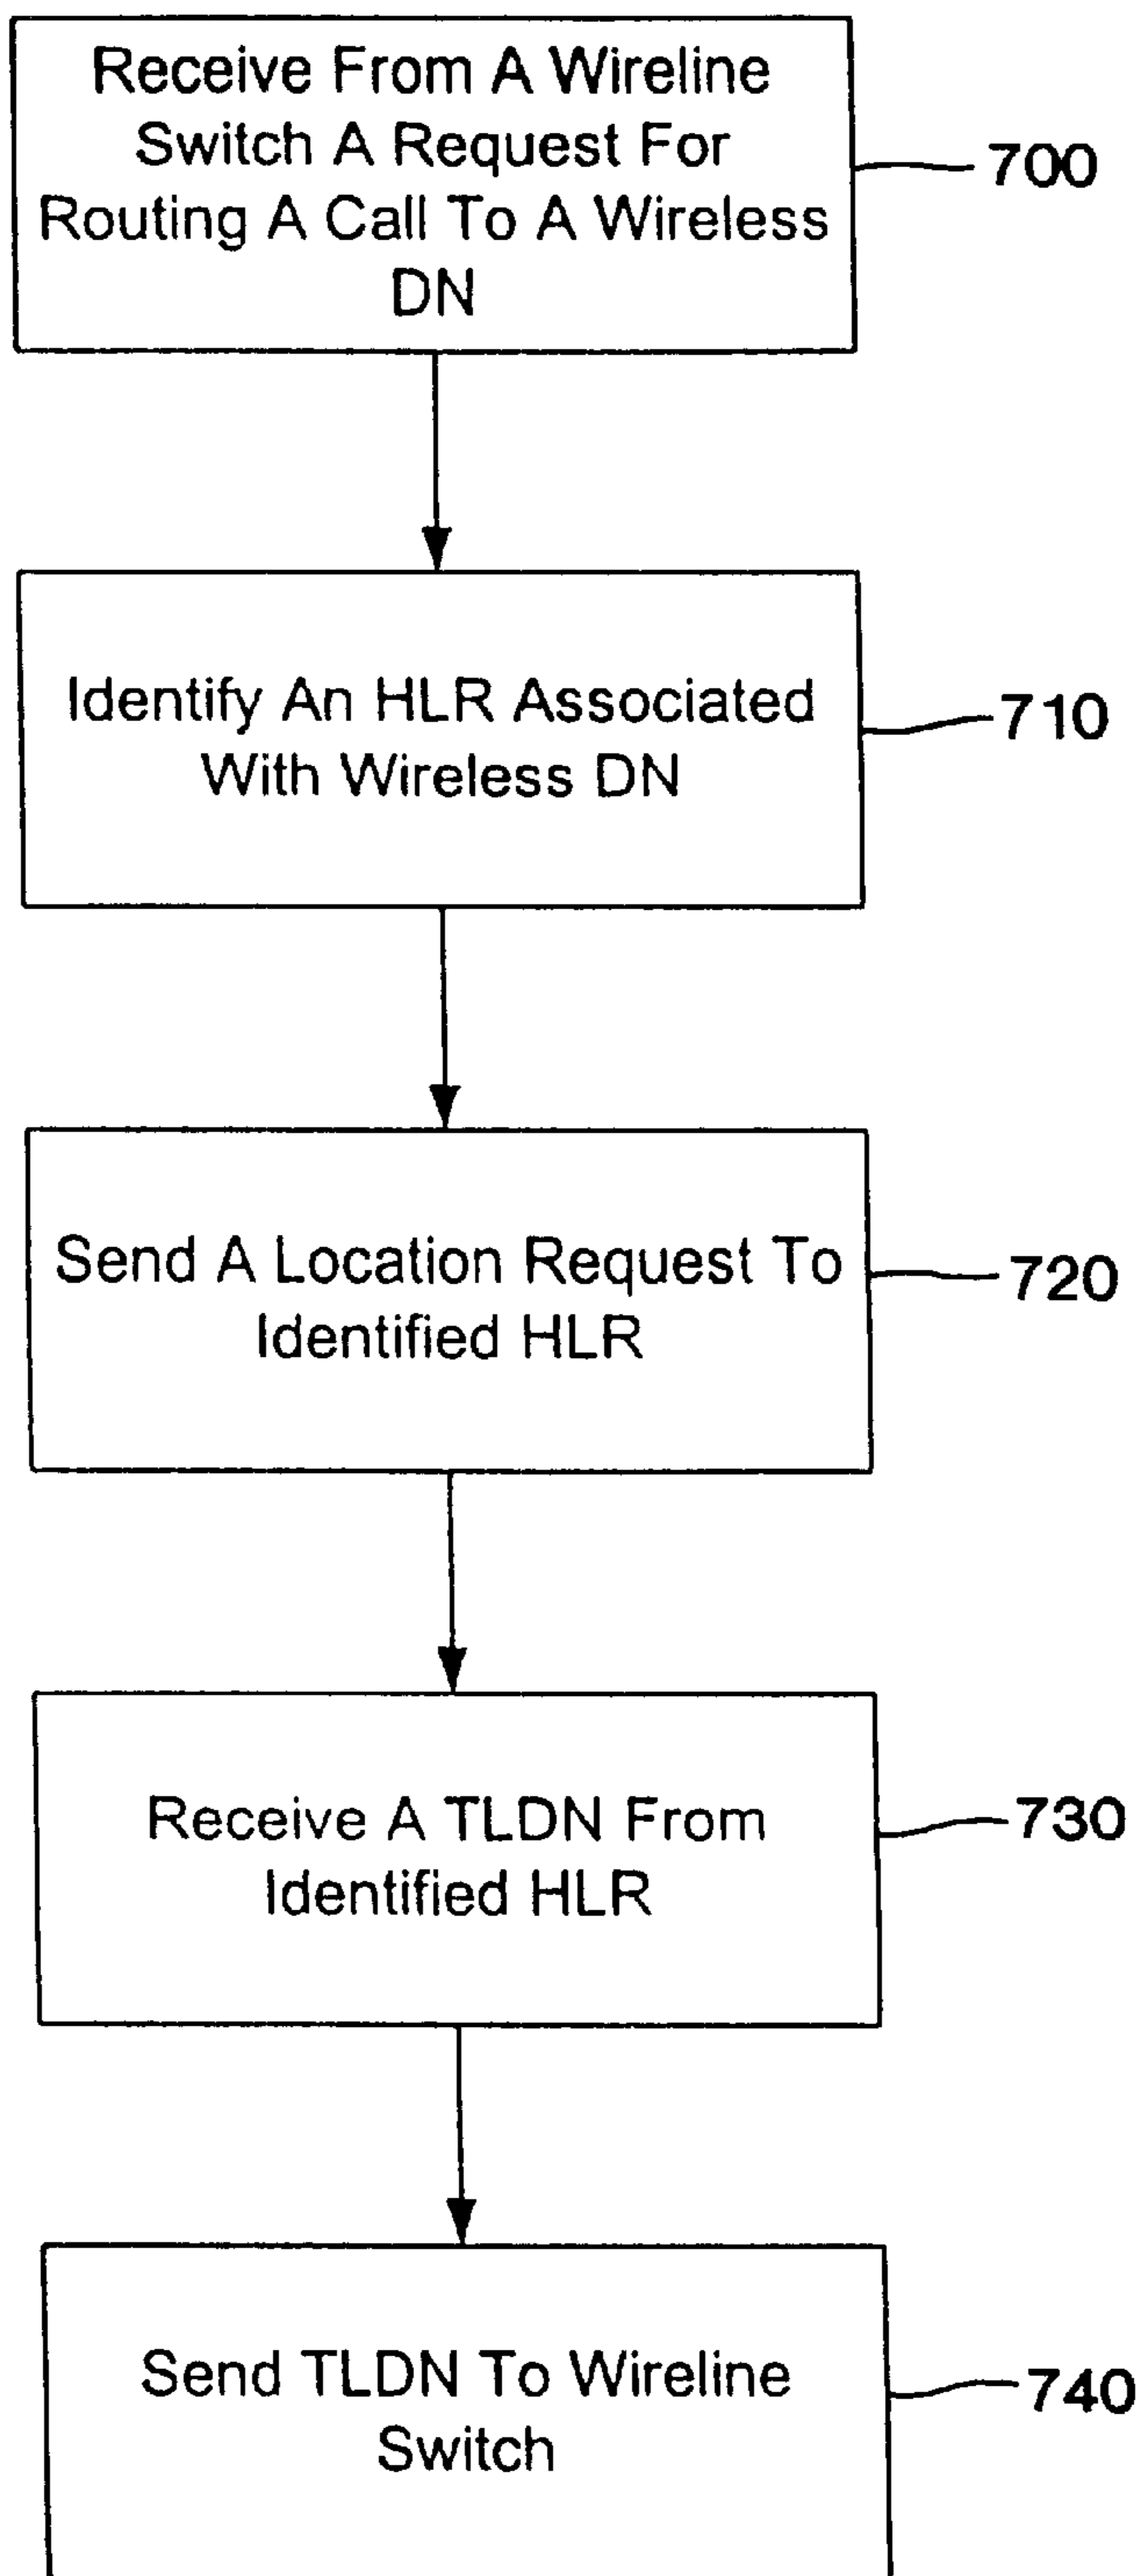 Receive From A Wireline
Switch A Request For
Routing A Call To A Wireless
DN
700
Identify An HLR Associated
With Wireless DN
710
Send A Location Request To
Identified HLR
720
Receive A TLDN From
Identified HLR
730
Send TLDN To Wireline
Switch
740